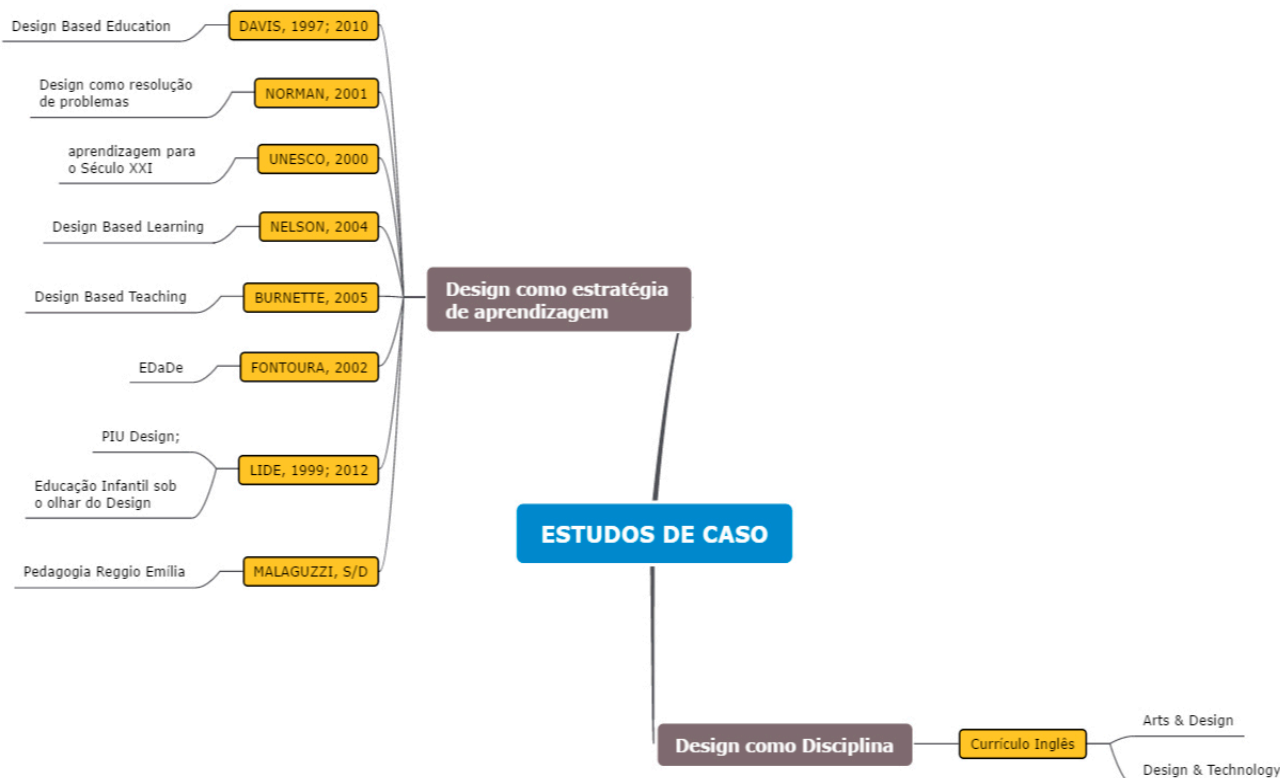 Design Based Education
DAVIS, 1997; 2010
Design como resolução
de problemas
NORMAN, 2001
aprendizagem para
o Século XXI
UNESCO, 2000
Design Based Learning
NELSON, 2004
Design Based Teaching
BURNETTE, 2005
Design como estratégia
de aprendizagem
EDaDe
FONTOURA, 2002
PIU Design;
Educação Infantil sob
o olhar do Design
LIDE, 1999; 2012
Pedagogia Reggio Emília
MALAGUZZI, S/D
ESTUDOS DE CASO
Design como Disciplina
Currículo Inglês
Arts & Design
Design & Technology